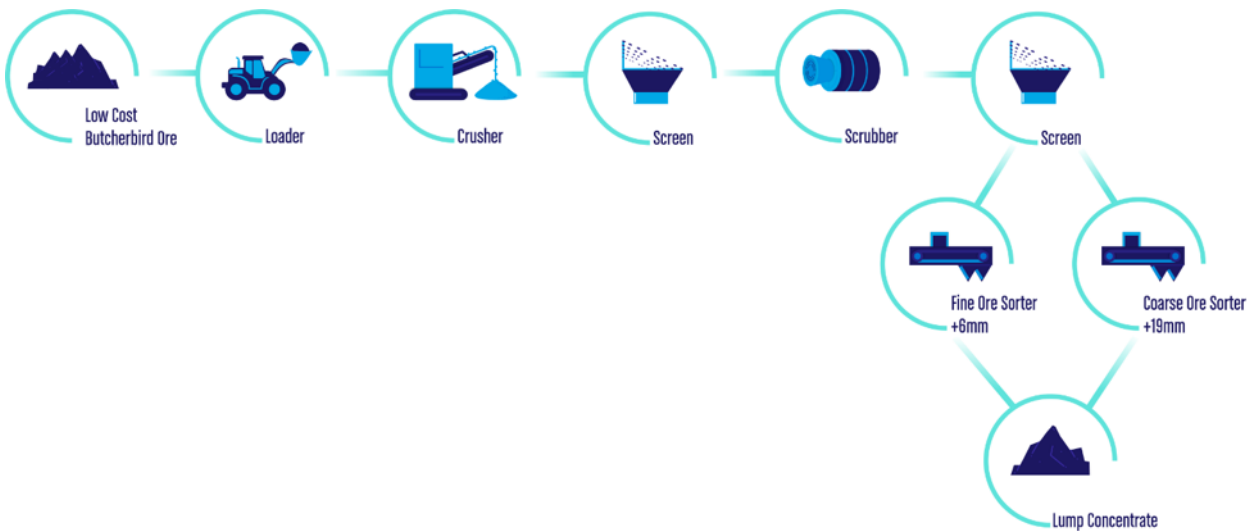 Low Cost
Butcherbird Ore
Loader
Crusher
Screen
Scrubber
Screen
Fine Ore Sorter
+6mm
Coarse Ore Sorter
+19mm
Lump Concentrate